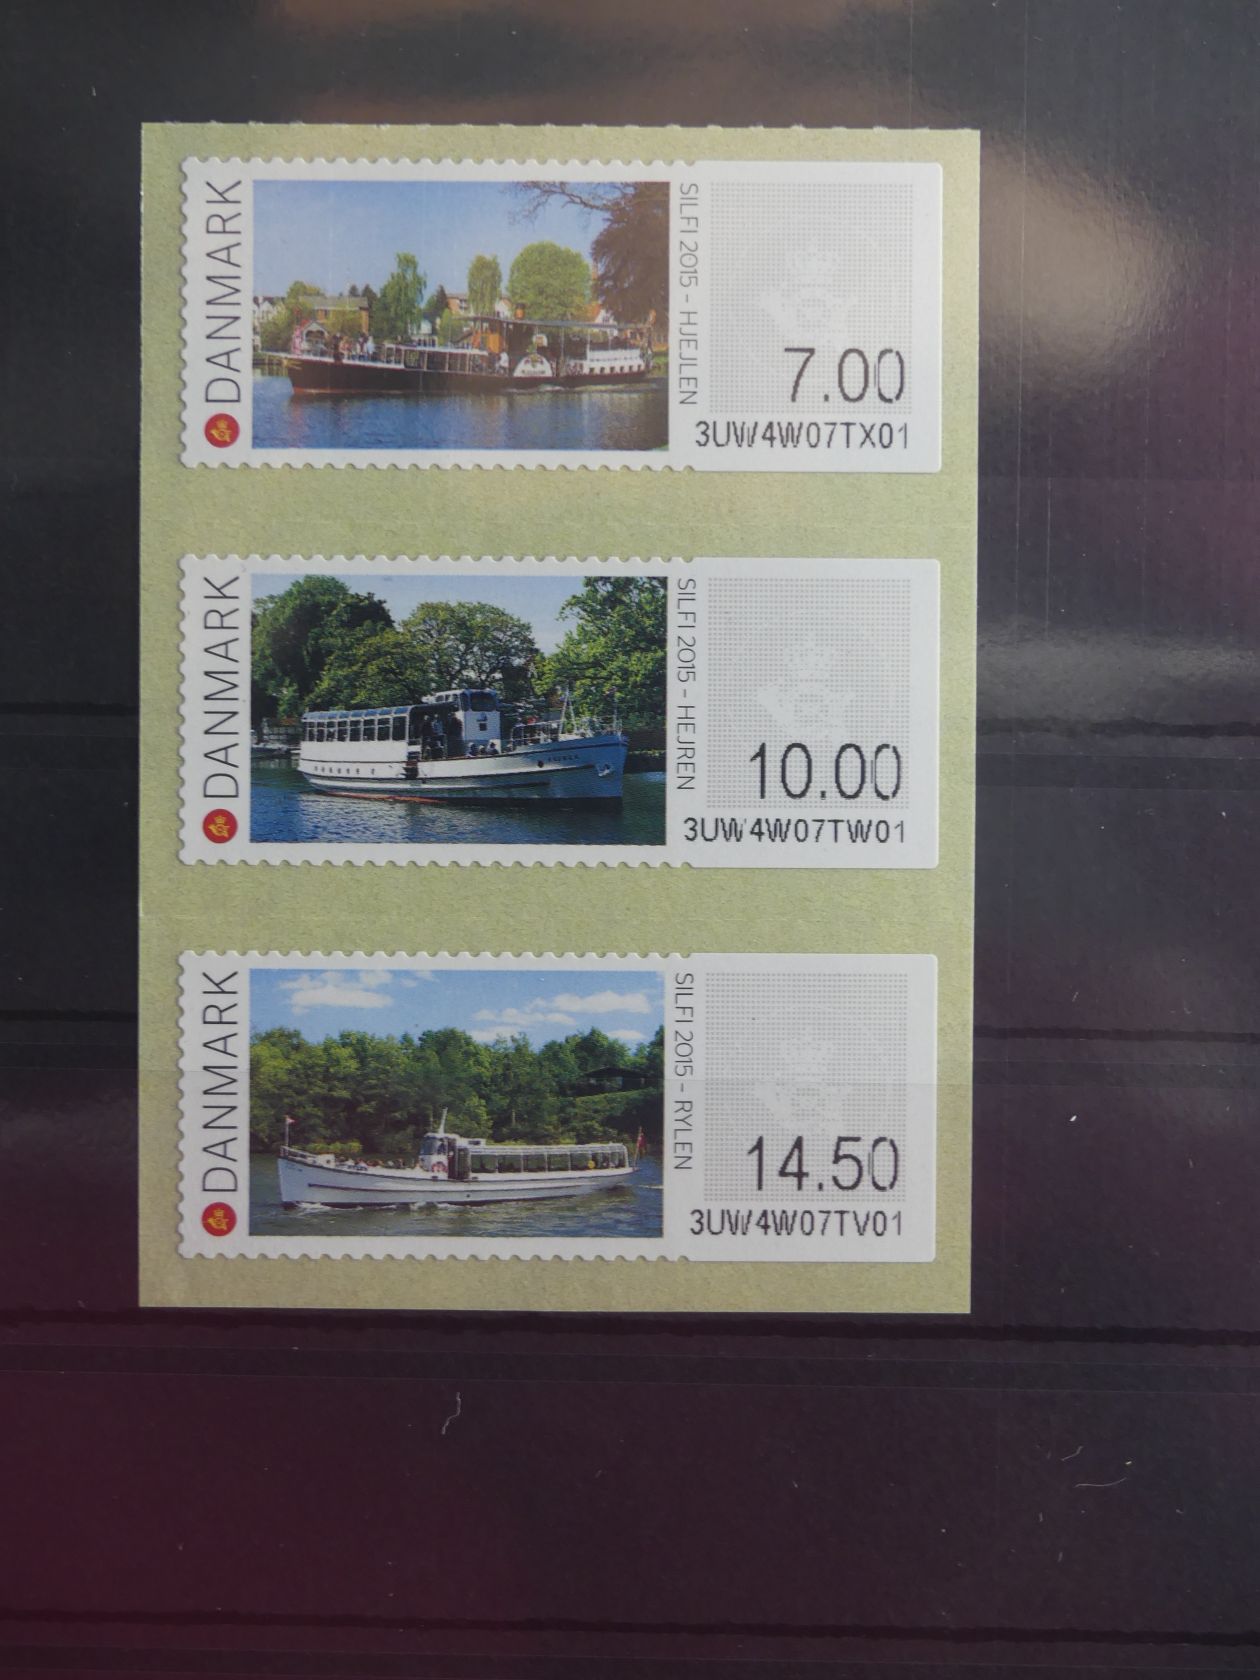 DANMARK
SILFI 2015 - HJEJLEN
7.00
3UW4W07TX01
DANMARK
SILFI 2015 - HEJREN
10.00
3UW4W07TW01
DANMARK
SILFI 2015 - RYLEN
14.50
3UW4W07TV01